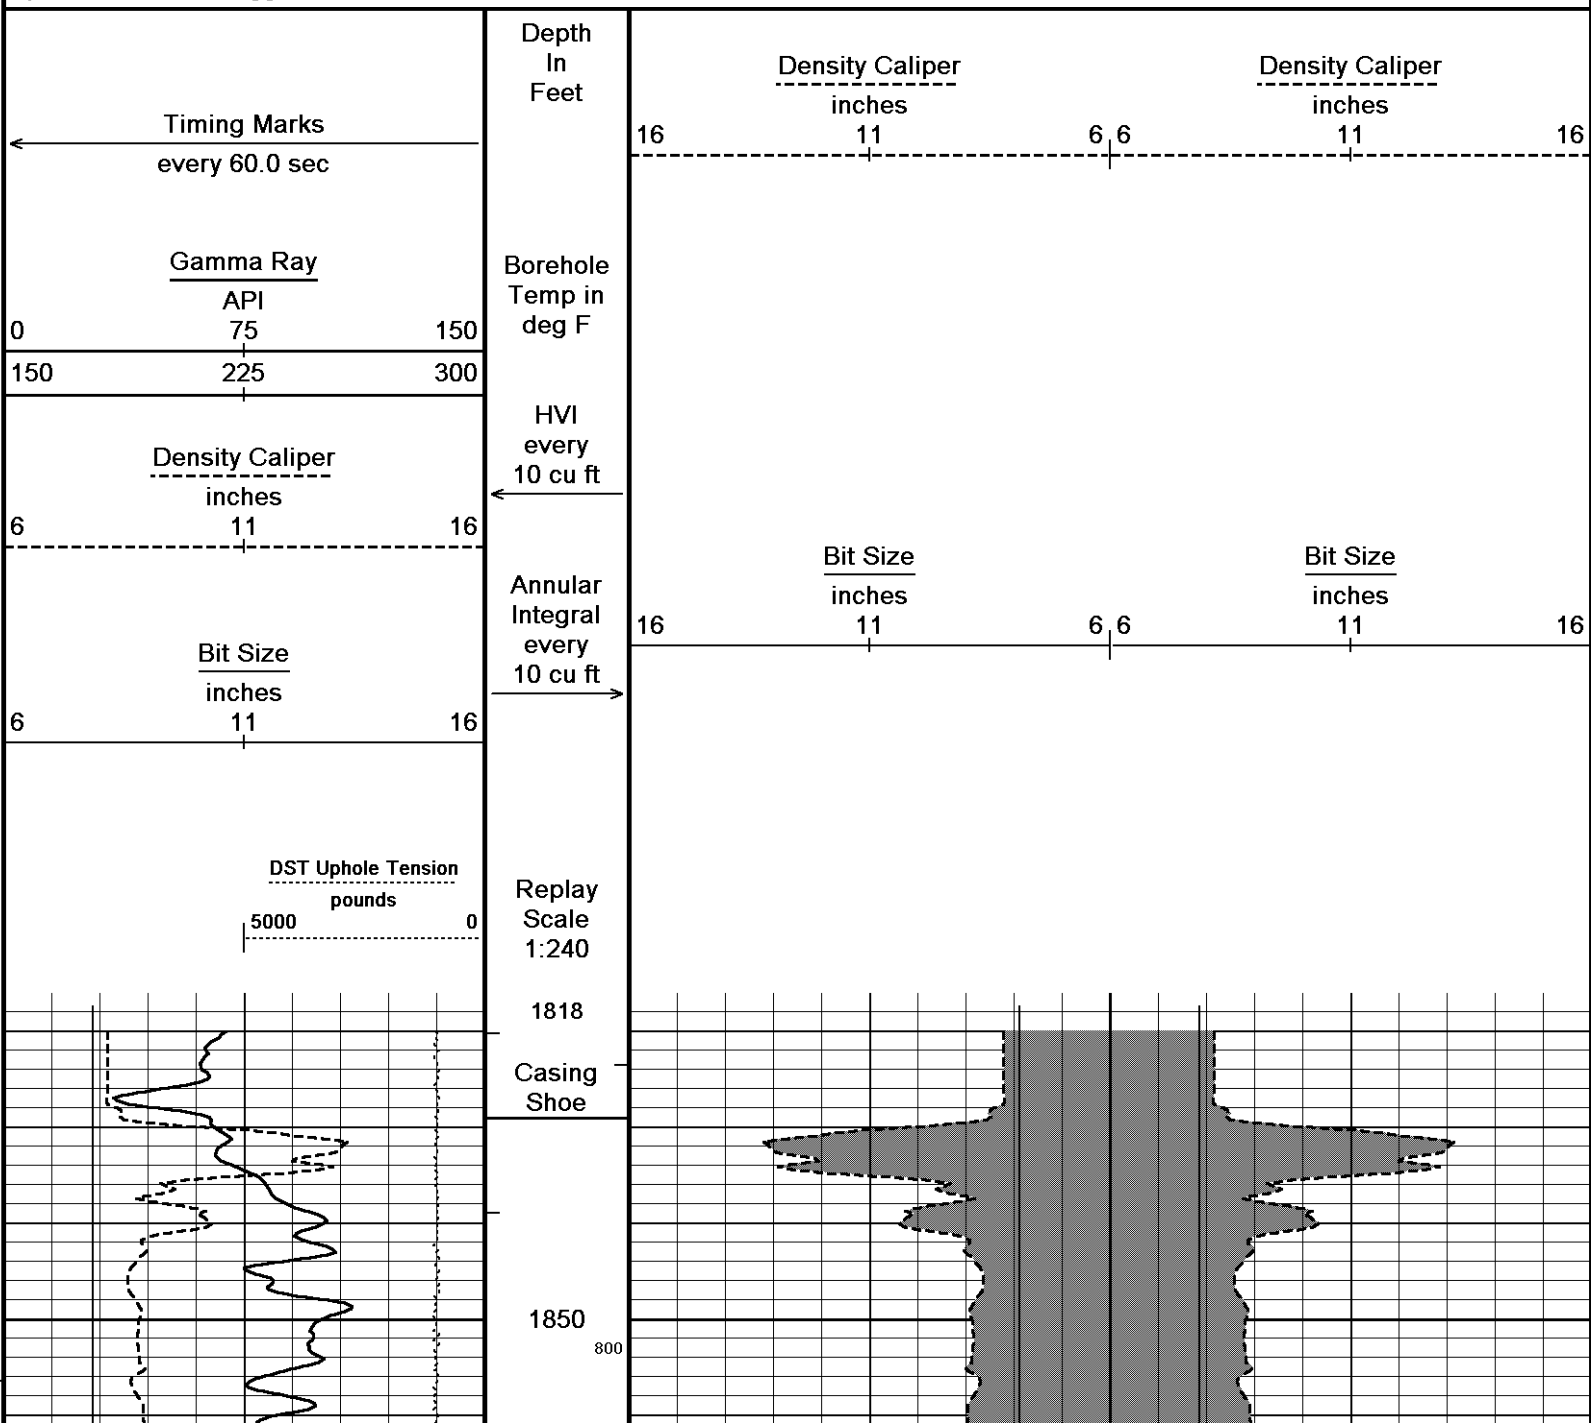 Timing Marks
every 60.0 sec
Gamma Ray
API
0 75 150
150 225 300
Density Caliper
inches
6 11 16
Bit Size
inches
6 11 16
DST Uphole Tension
pounds
5000 0
Depth
In
Feet
Borehole
Temp in
deg F
HVI
every
10 cu ft
Annular
Integral
every
10 cu ft
Replay
Scale
1:240
1818
Casing
Shoe
1850
800
Density Caliper Density Caliper
inches inches
16 11 6 6 11 16
Bit Size Bit Size
inches inches
16 11 6 6 11 16